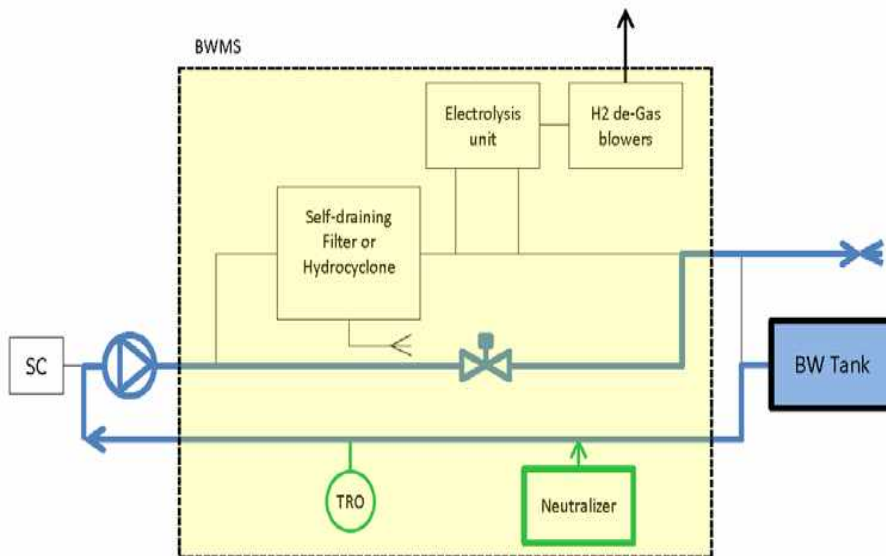 BWMS
Electrolysis
unit
H2 de-Gas
blowers
Self-draining
Filter or
Hydrocyclone
SC
BW Tank
TRO
Neutralizer